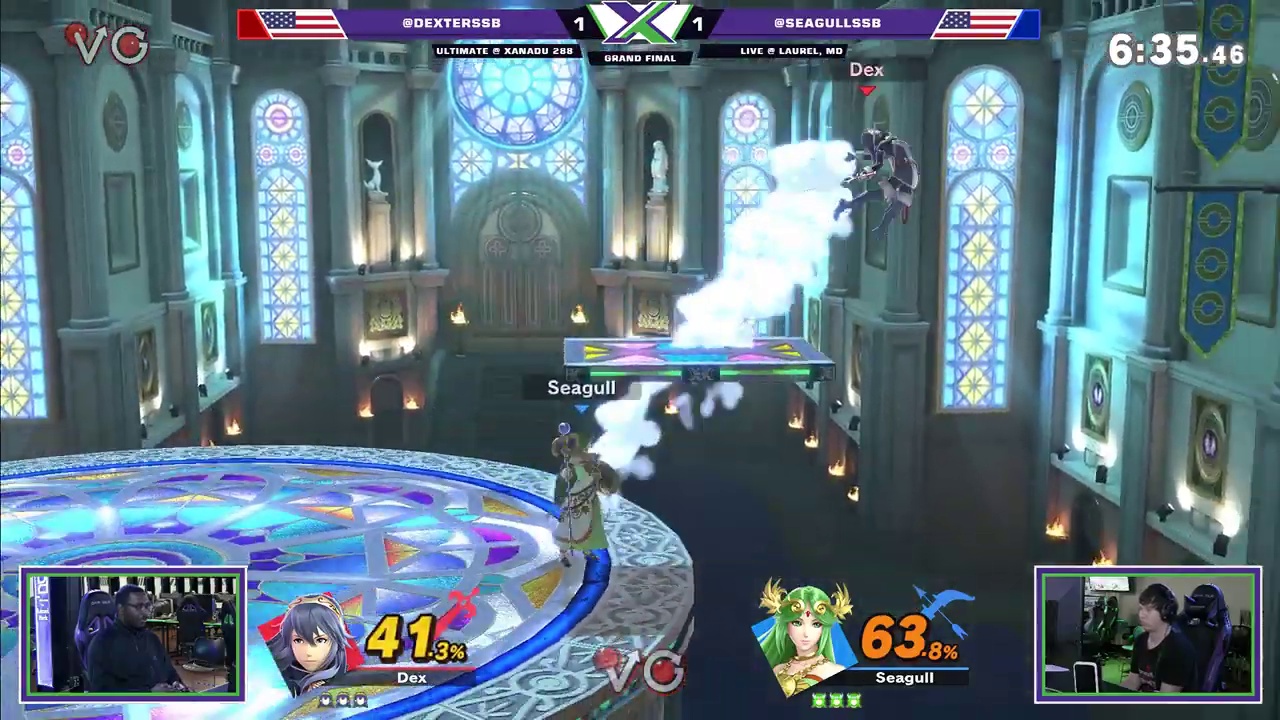 @DEXTERSSB
1
1
@SEAGULLSSB
ULTIMATE @ XANADU 288
GRAND FINAL
LIVE @ LAUREL, MD
VG
6:35.46
Dex
Seagull
41.3%
Dex
VG
63.8%
Seagull